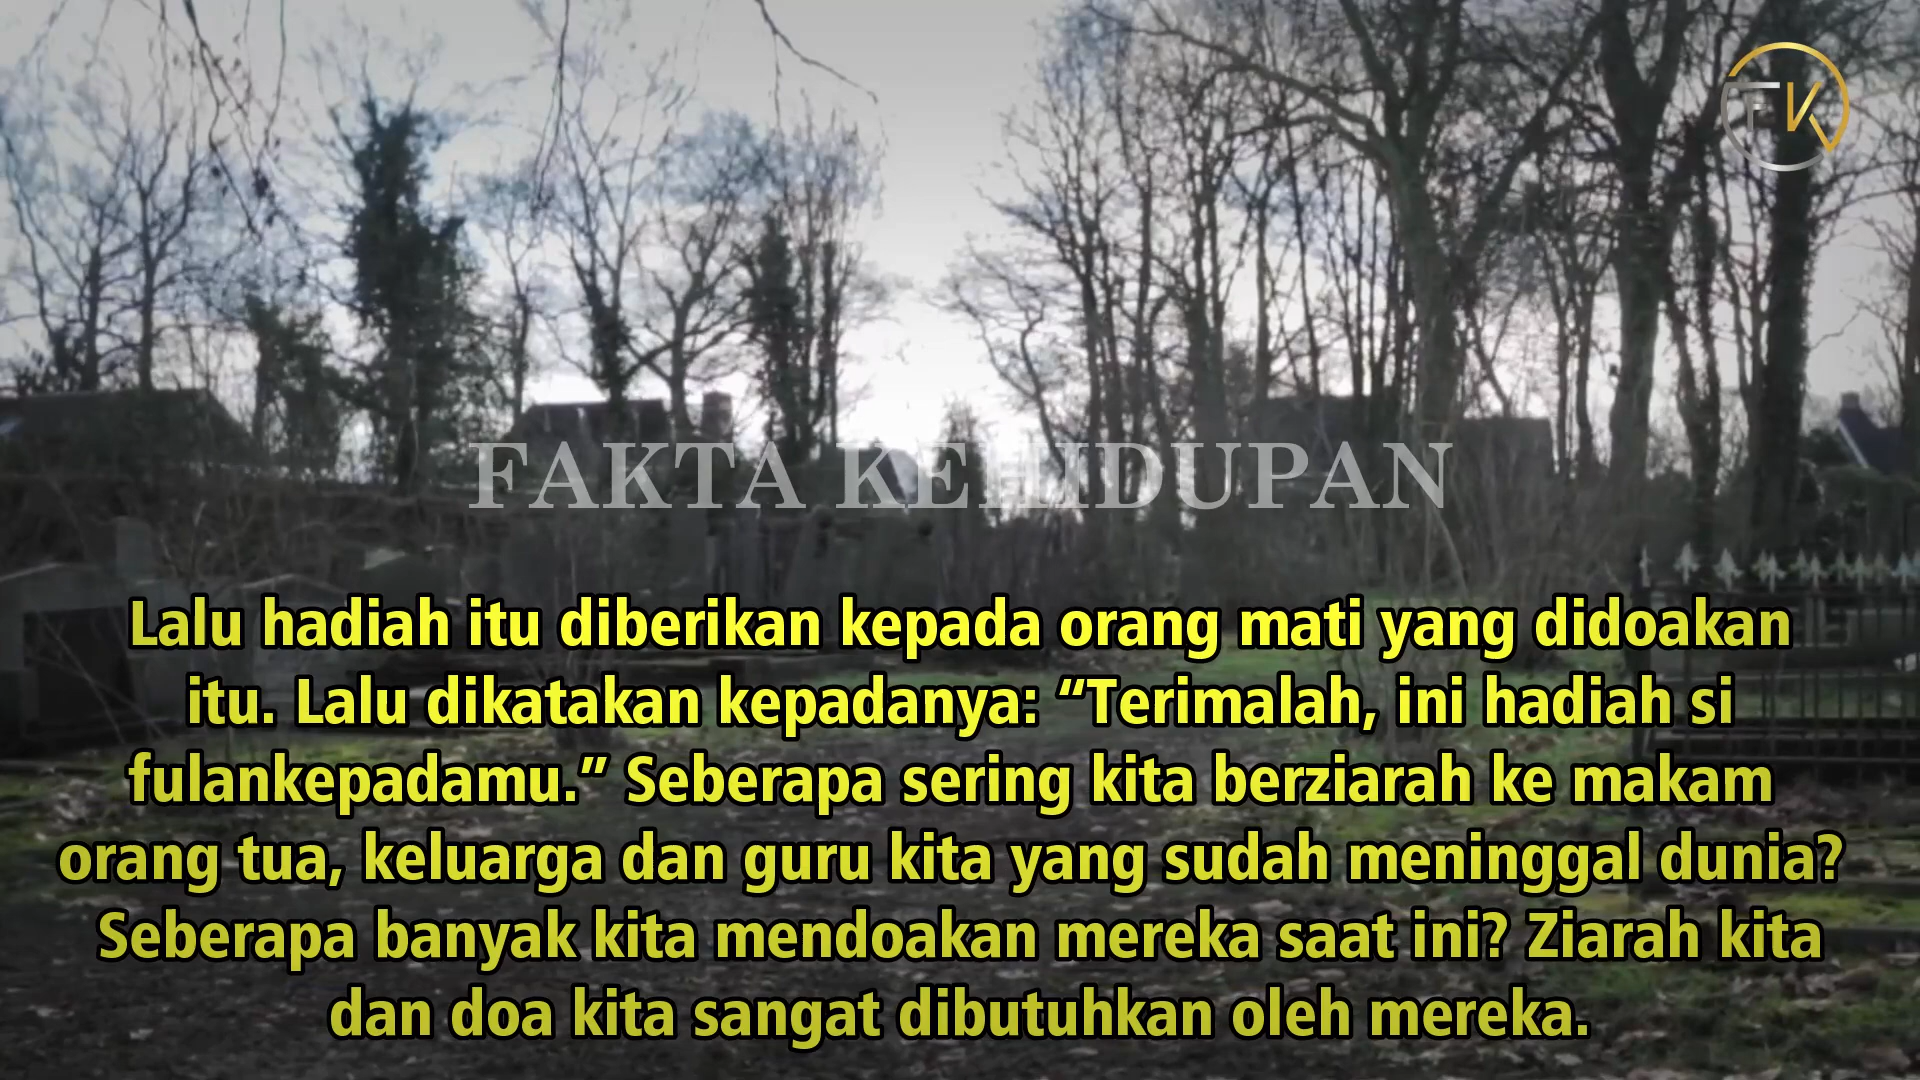 FK
FAKTA KEHIDUPAN
Lalu hadiah itu diberikan kepada orang mati yang didoakan
itu. Lalu dikatakan kepadanya: “Terimalah, ini hadiah si
fulankepadamu.” Seberapa sering kita berziarah ke makam
orang tua, keluarga dan guru kita yang sudah meninggal dunia?
Seberapa banyak kita mendoakan mereka saat ini? Ziarah kita
dan doa kita sangat dibutuhkan oleh mereka.